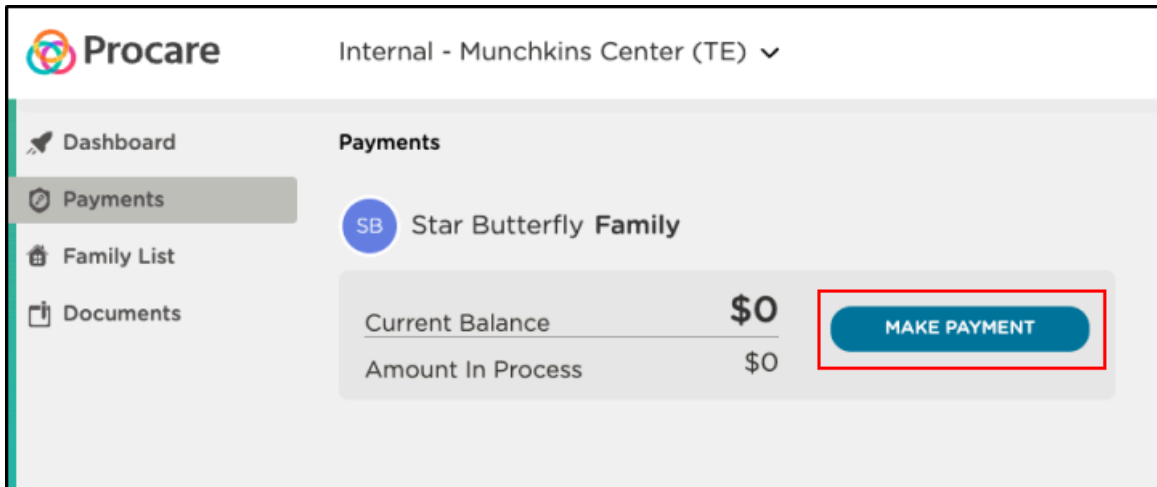 Procare
Internal - Munchkins Center (TE)
Dashboard
Payments
Family List
Documents
Payments
SB
Star Butterfly Family
Current Balance $0
Amount In Process $0
MAKE PAYMENT